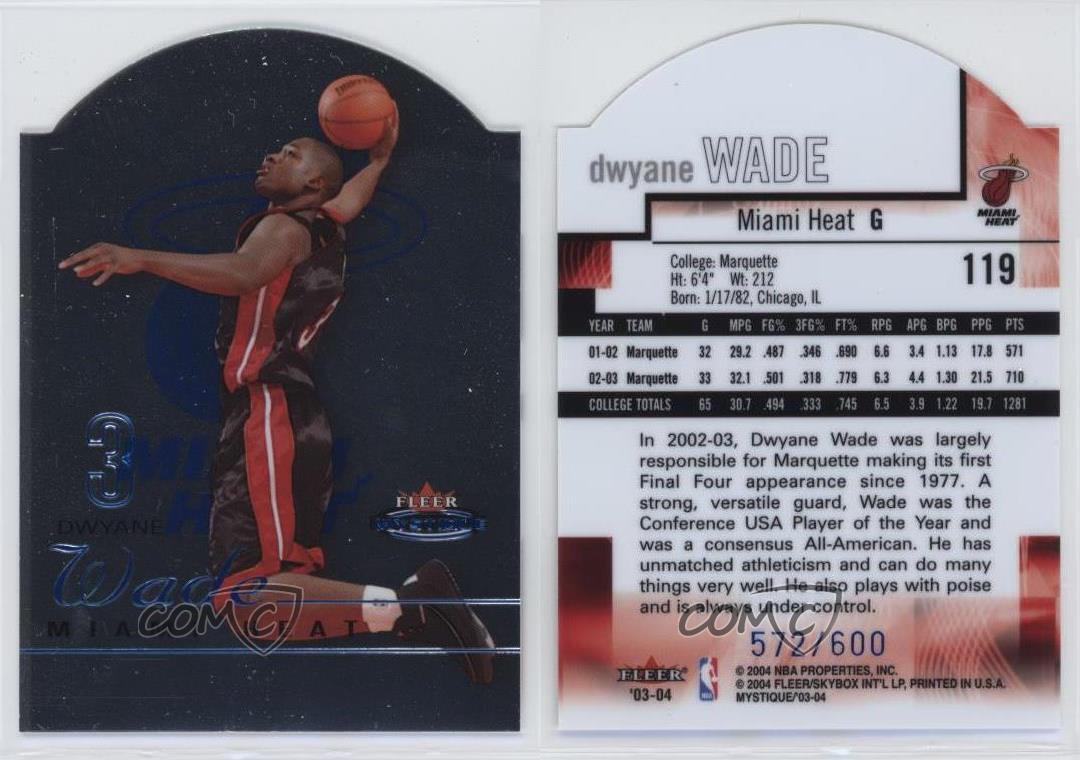 3
DWYANE
Wade
MIAMI HEAT
FLEER
MYSTIQUE
3
MIAMI
HEAT
COMC
dwyane WADE
Miami Heat G
MIAMI
HEAT
College: Marquette
Ht: 6'4" Wt: 212
Born: 1/17/82, Chicago, IL
119
YEAR TEAM G MPG FG% 3FG% FT% RPG APG BPG PPG PTS
01-02 Marquette 32 29.2 .487 .346 .690 6.6 3.4 1.13 17.8 571
02-03 Marquette 33 32.1 .501 .318 .779 6.3 4.4 1.30 21.5 710
COLLEGE TOTALS 65 30.7 .494 .333 .745 6.5 3.9 1.22 19.7 1281
In 2002-03, Dwyane Wade was largely
responsible for Marquette making its first
Final Four appearance since 1977. A
strong, versatile guard, Wade was the
Conference USA Player of the Year and
was a consensus All-American. He has
unmatched athleticism and can do many
things very well. He also plays with poise
and is always under control.
COMC
572/600
FLEER
'03-04
NBA
© 2004 NBA PROPERTIES, INC.
© 2004 FLEER/SKYBOX INT'L LP, PRINTED IN U.S.A.
MYSTIQUE/'03-04